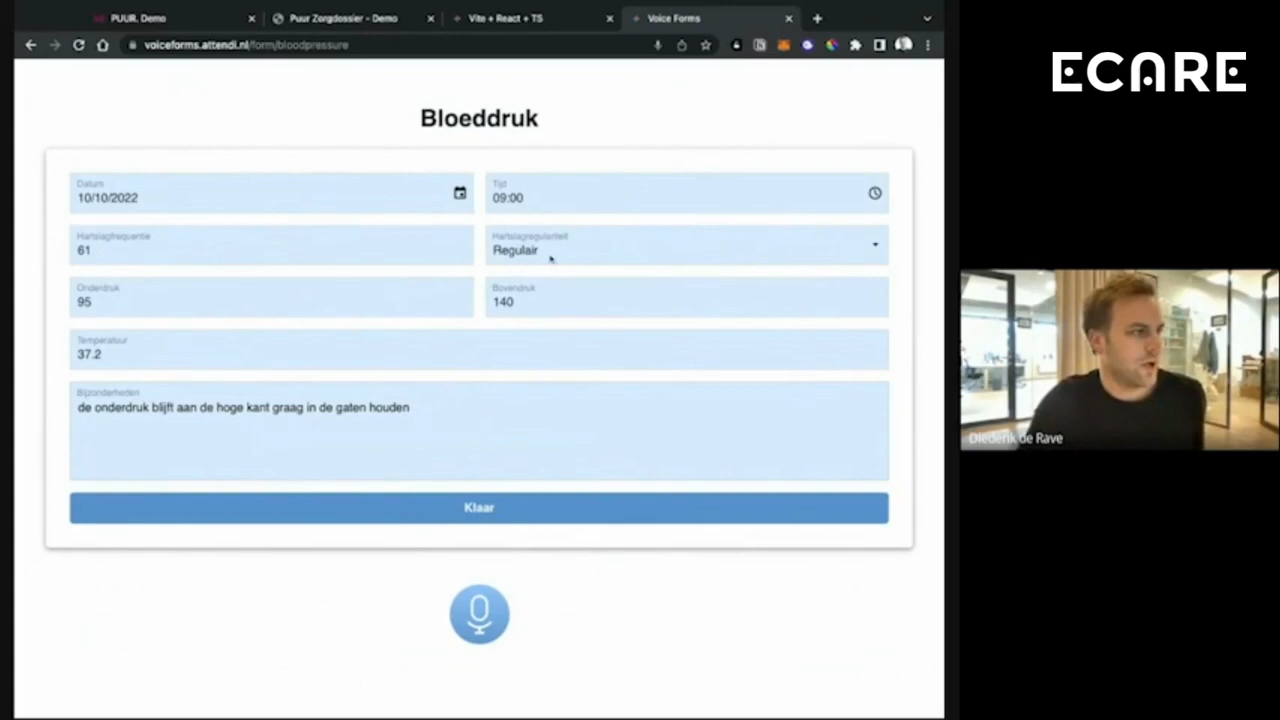 PUUR. Demo
Puur Zorgdossier - Demo
Vite + React + TS
Voice Forms
voiceforms.attendi.nl/form/bloodpressure
ECARE
Bloeddruk
Datum
10/10/2022
Tijd
09:00
Hartslagfrequentie
61
Hartslagregulariteit
Regulair
Onderdruk
95
Bovendruk
140
Temperatuur
37.2
Bijzonderheden
de onderdruk blijft aan de hoge kant graag in de gaten houden
Klaar
Diederik de Rave